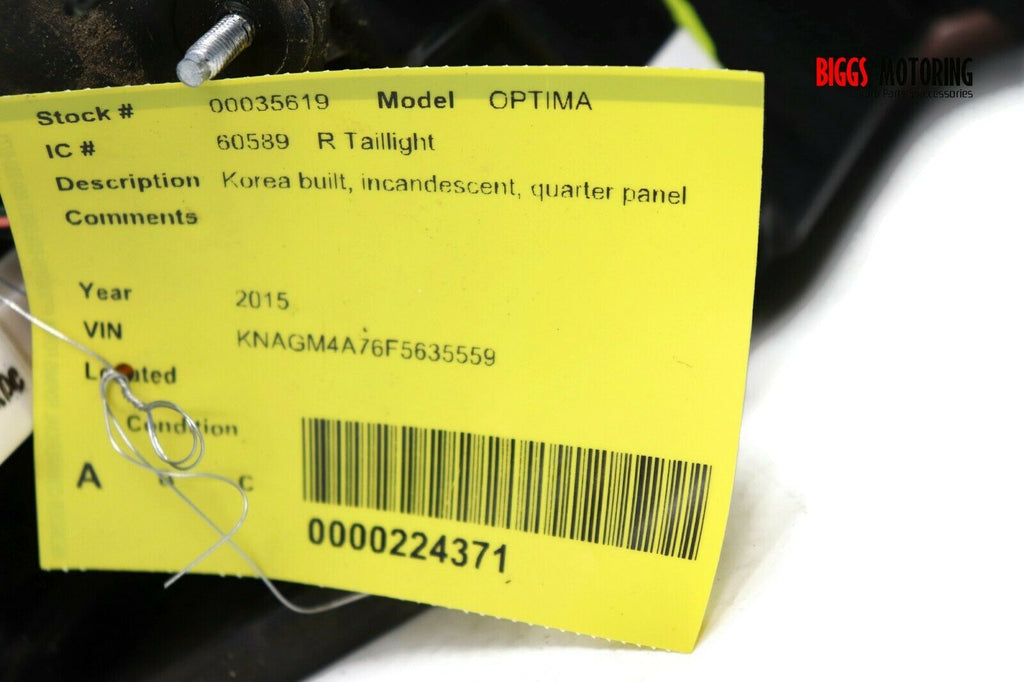 BIGGS MOTORING
Stock # 00035619 Model OPTIMA
IC # 60589 R Taillight
Description Korea built, incandescent, quarter panel
Comments
Year 2015
VIN KNAGM4A76F5635559
Located
Condition
A B C
0000224371